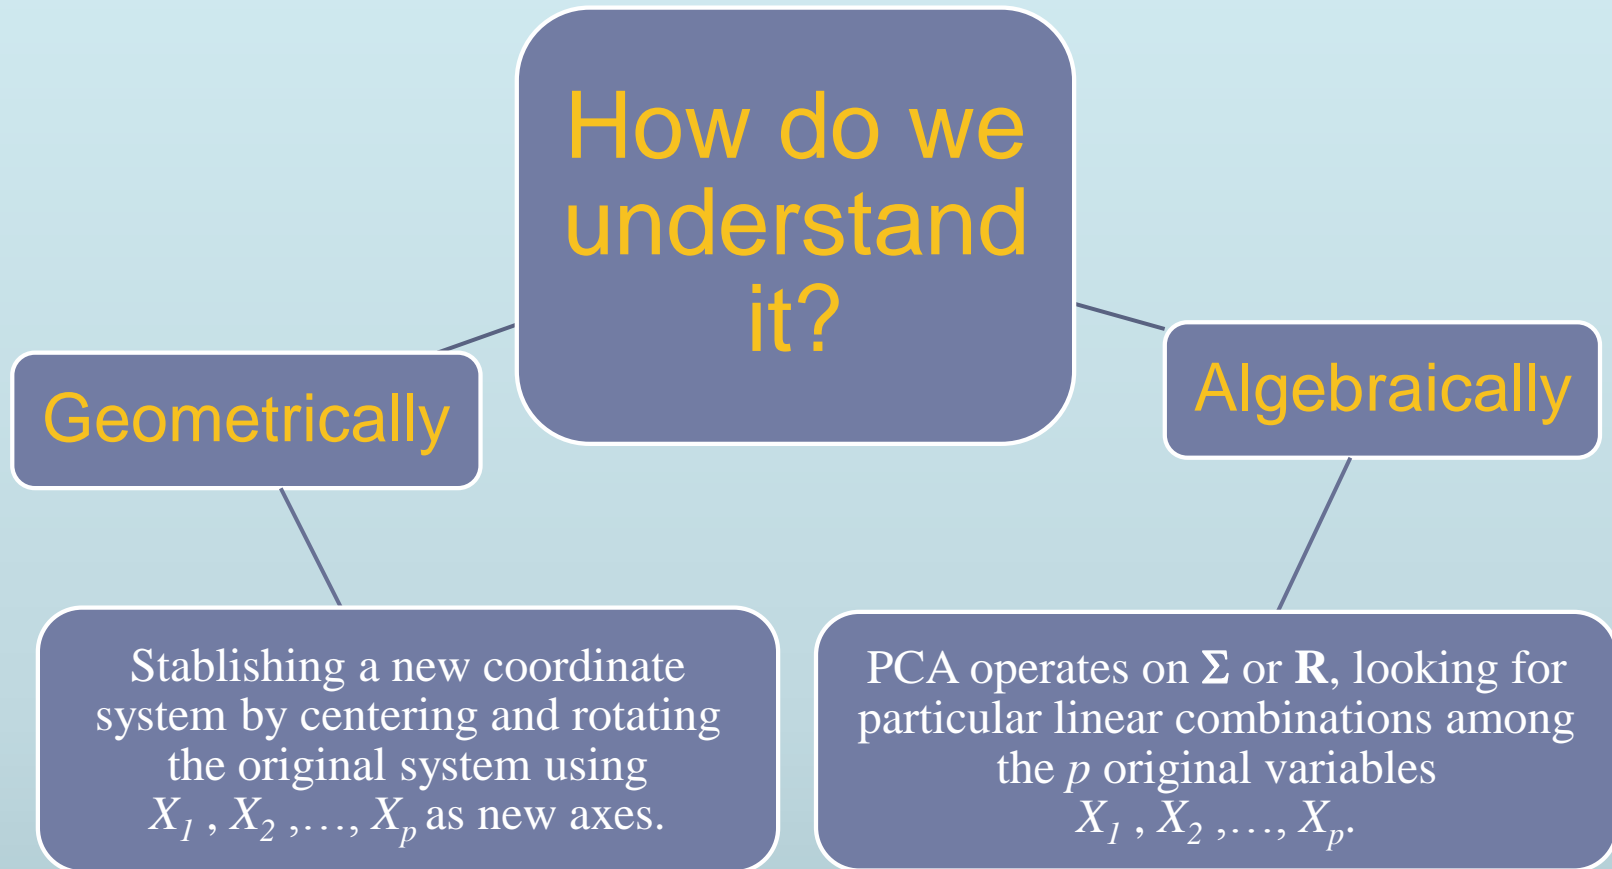 How do we
understand
it?
Geometrically
Algebraically
Stablishing a new coordinate
system by centering and rotating
the original system using
X1 , X2 ,…, Xp as new axes.
PCA operates on Σ or R, looking for
particular linear combinations among
the p original variables
X1 , X2 ,…, Xp.